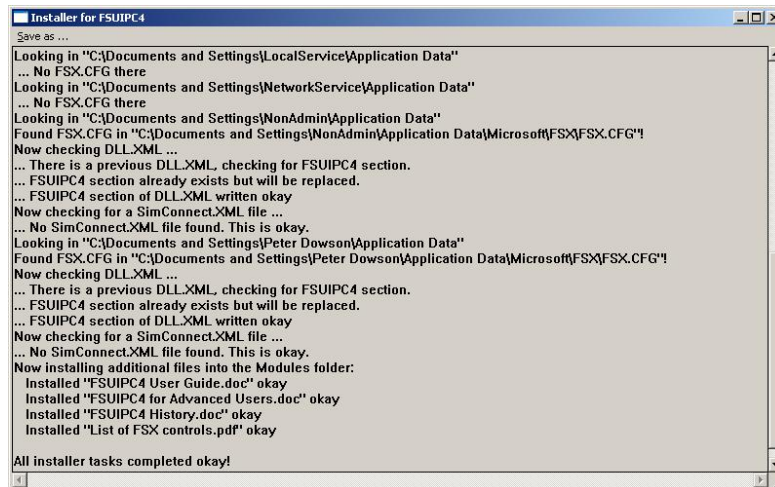 Installer for FSUIPC4
Save as ...
Looking in "C:\Documents and Settings\LocalService\Application Data"
... No FSX.CFG there
Looking in "C:\Documents and Settings\NetworkService\Application Data"
... No FSX.CFG there
Looking in "C:\Documents and Settings\NonAdmin\Application Data"
Found FSX.CFG in "C:\Documents and Settings\NonAdmin\Application Data\Microsoft\FSX\FSX.CFG"!
Now checking DLL.XML ...
... There is a previous DLL.XML, checking for FSUIPC4 section.
... FSUIPC4 section already exists but will be replaced.
... FSUIPC4 section of DLL.XML written okay
Now checking for a SimConnect.XML file ...
... No SimConnect.XML file found. This is okay.
Looking in "C:\Documents and Settings\Peter Dowson\Application Data"
Found FSX.CFG in "C:\Documents and Settings\Peter Dowson\Application Data\Microsoft\FSX\FSX.CFG"!
Now checking DLL.XML ...
... There is a previous DLL.XML, checking for FSUIPC4 section.
... FSUIPC4 section already exists but will be replaced.
... FSUIPC4 section of DLL.XML written okay
Now checking for a SimConnect.XML file ...
... No SimConnect.XML file found. This is okay.
Now installing additional files into the Modules folder:
Installed "FSUIPC4 User Guide.doc" okay
Installed "FSUIPC4 for Advanced Users.doc" okay
Installed "FSUIPC4 History.doc" okay
Installed "List of FSX controls.pdf" okay
All installer tasks completed okay!